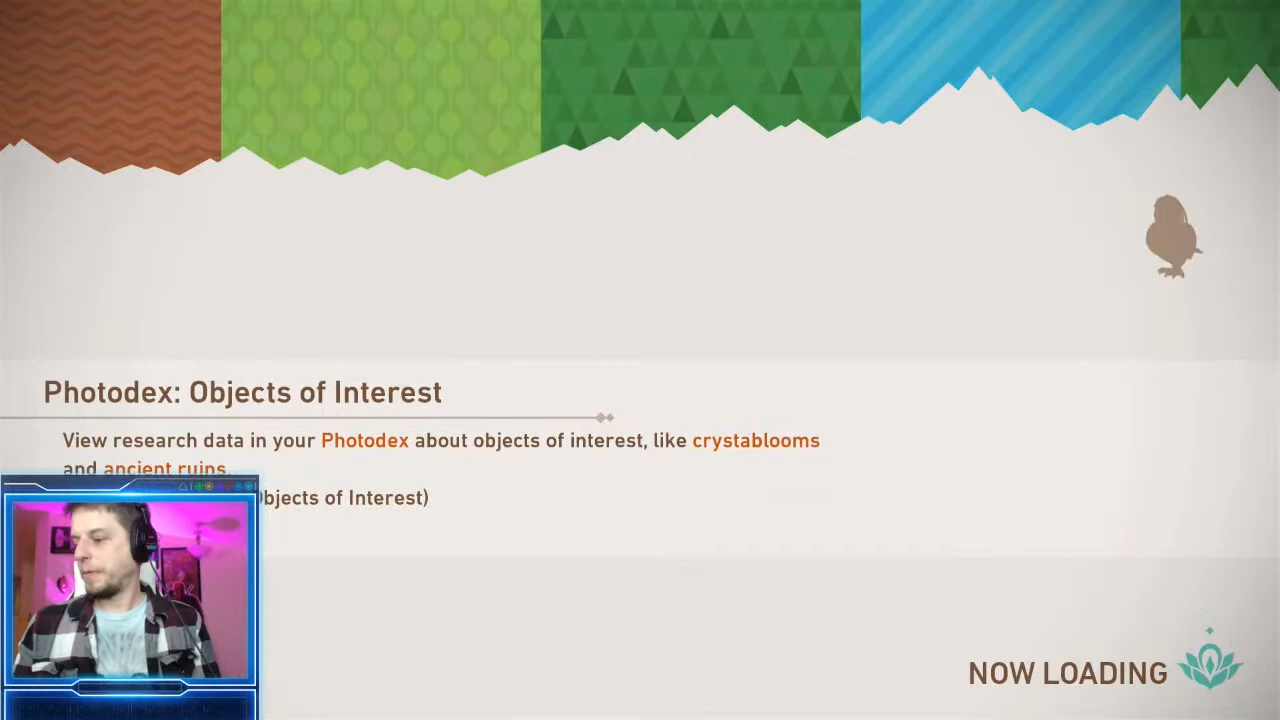 Photodex: Objects of Interest
View research data in your Photodex about objects of interest, like crystablooms
and ancient ruins.
Objects of Interest)
NOW LOADING